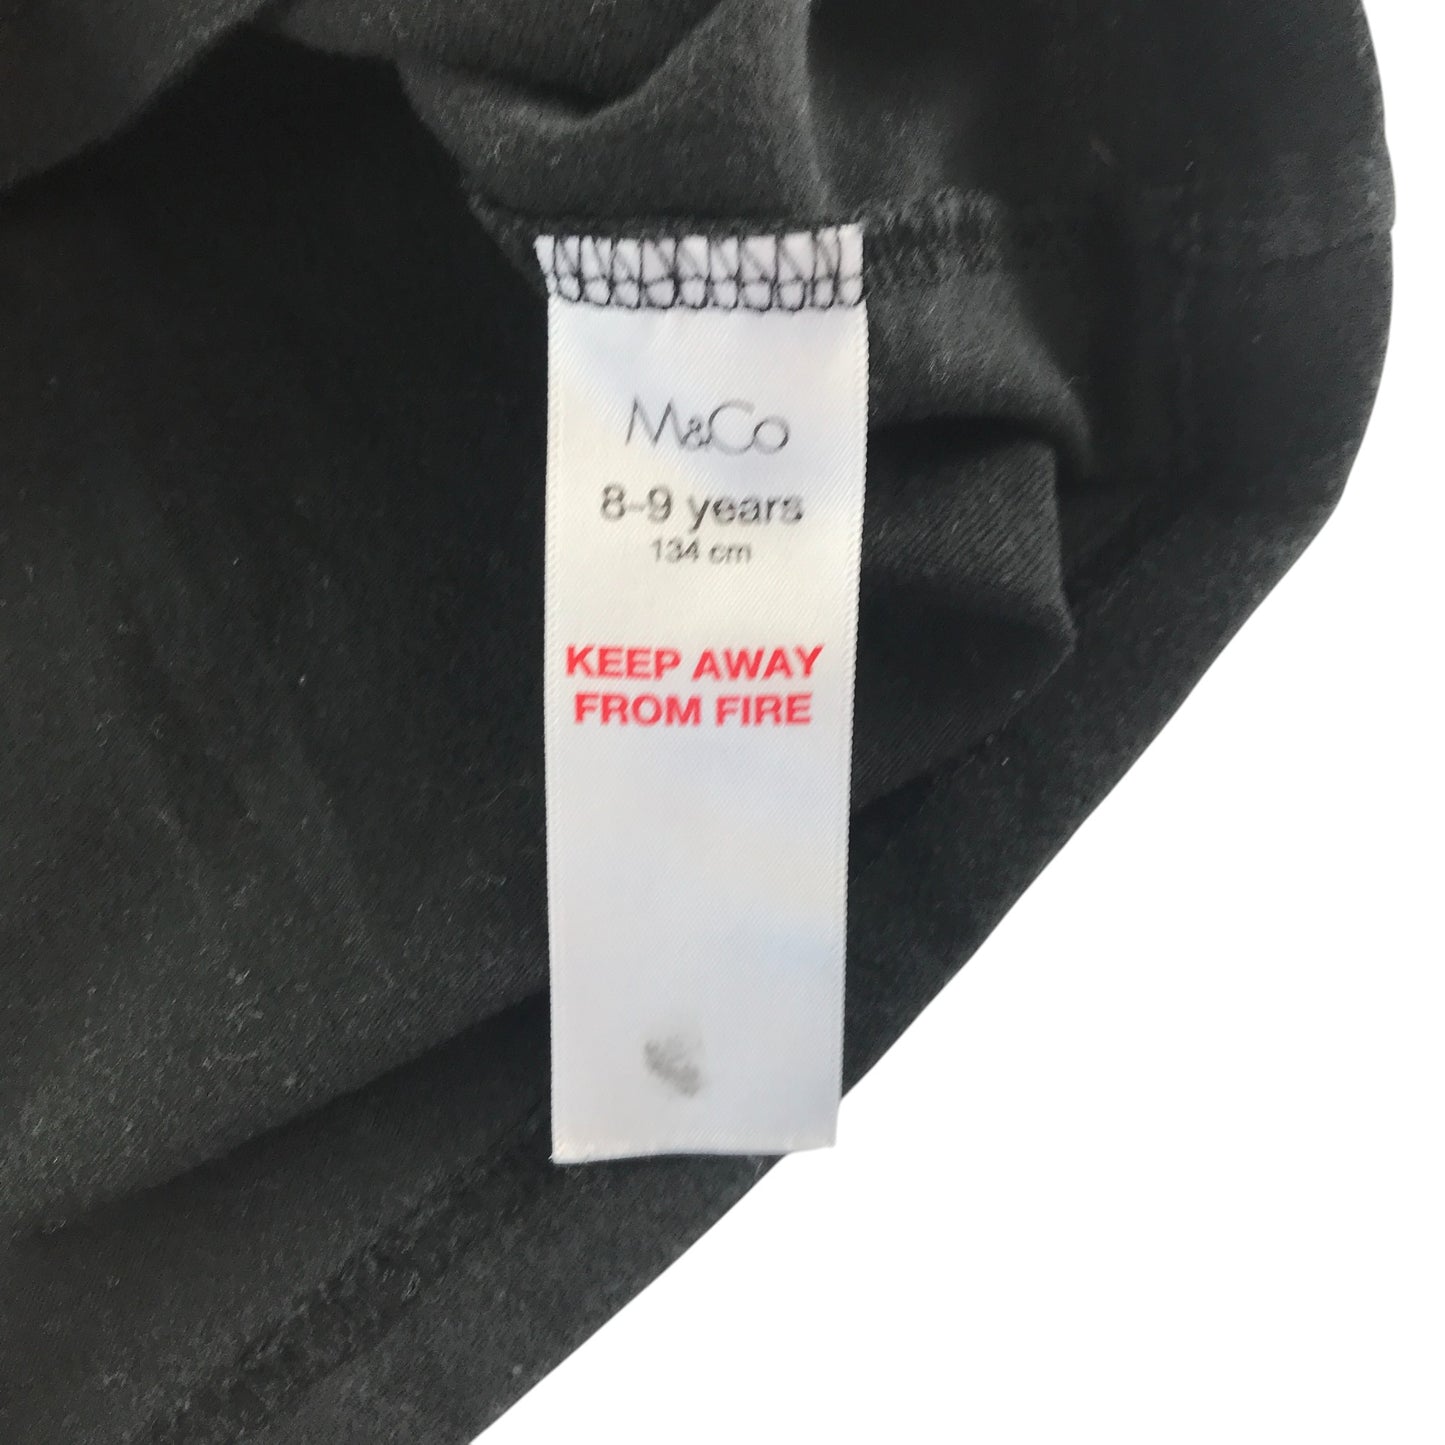 M&Co
8-9 years
134 cm
KEEP AWAY
FROM FIRE